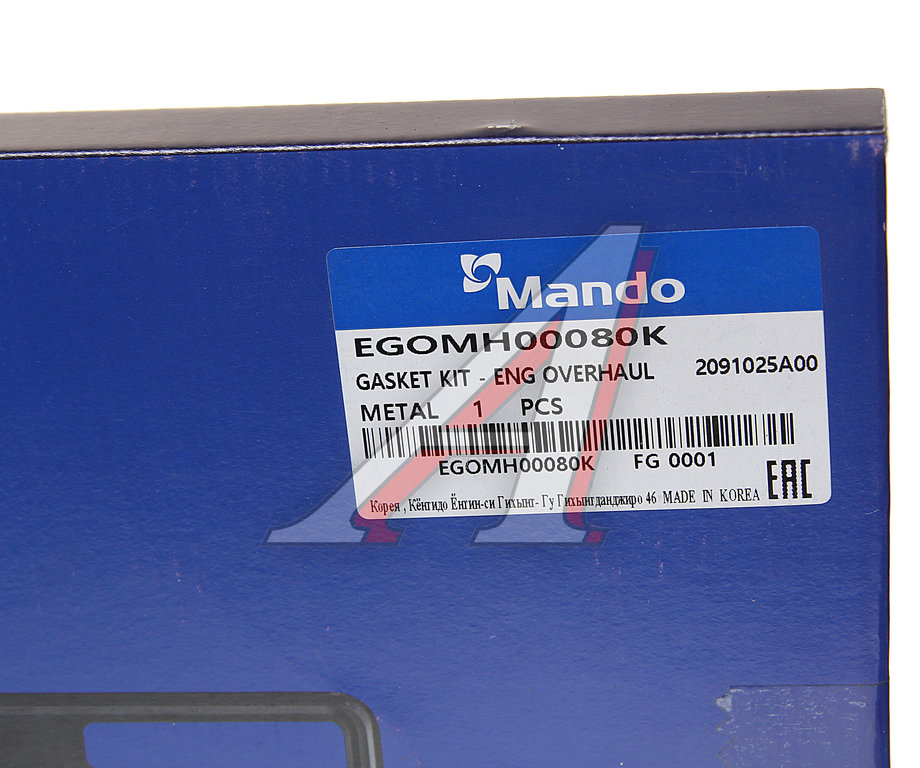 Mando
EGOMH00080K
GASKET KIT - ENG OVERHAUL 2091025A00
METAL 1 PCS
EGOMH00080K FG 0001
Корея , Кёнгидо Ёнгин-си Гихынг- Гу Гихынгданджиро 46 MADE IN KOREA EAC